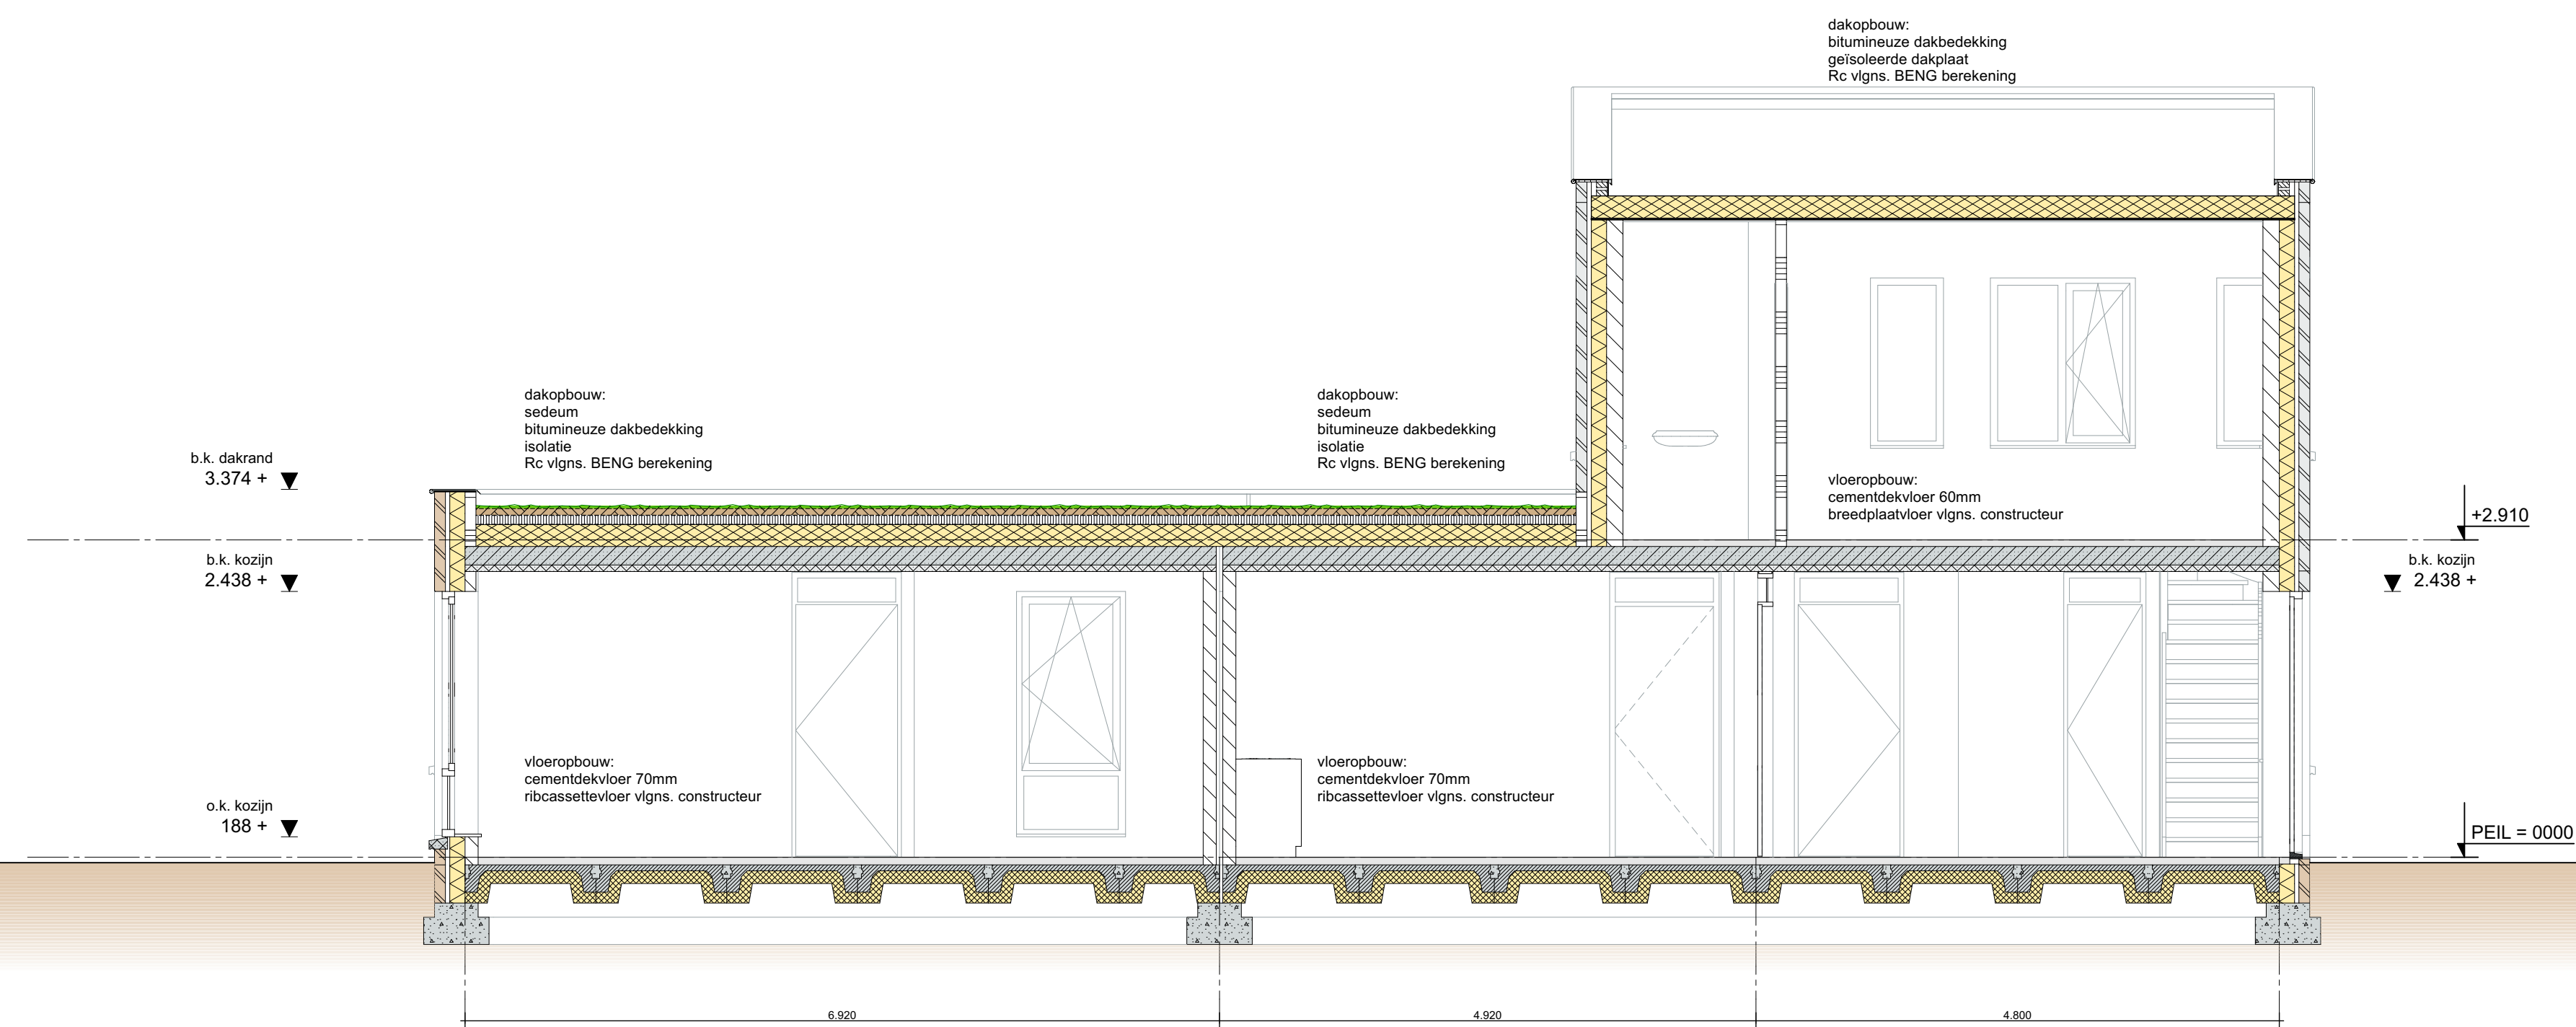 dakopbouw:
bitumineuze dakbedekking
geïsoleerde dakplaat
Rc vlgns. BENG berekening
dakopbouw:
sedeum
bitumineuze dakbedekking
isolatie
Rc vlgns. BENG berekening
dakopbouw:
sedeum
bitumineuze dakbedekking
isolatie
Rc vlgns. BENG berekening
b.k. dakrand
3.374 +
vloeropbouw:
cementdekvloer 60mm
breedplaatvloer vlgns. constructeur
+2.910
b.k. kozijn
2.438 +
b.k. kozijn
2.438 +
vloeropbouw:
cementdekvloer 70mm
ribcassettevloer vlgns. constructeur
vloeropbouw:
cementdekvloer 70mm
ribcassettevloer vlgns. constructeur
o.k. kozijn
188 +
PEIL = 0000
6.920
4.920
4.800